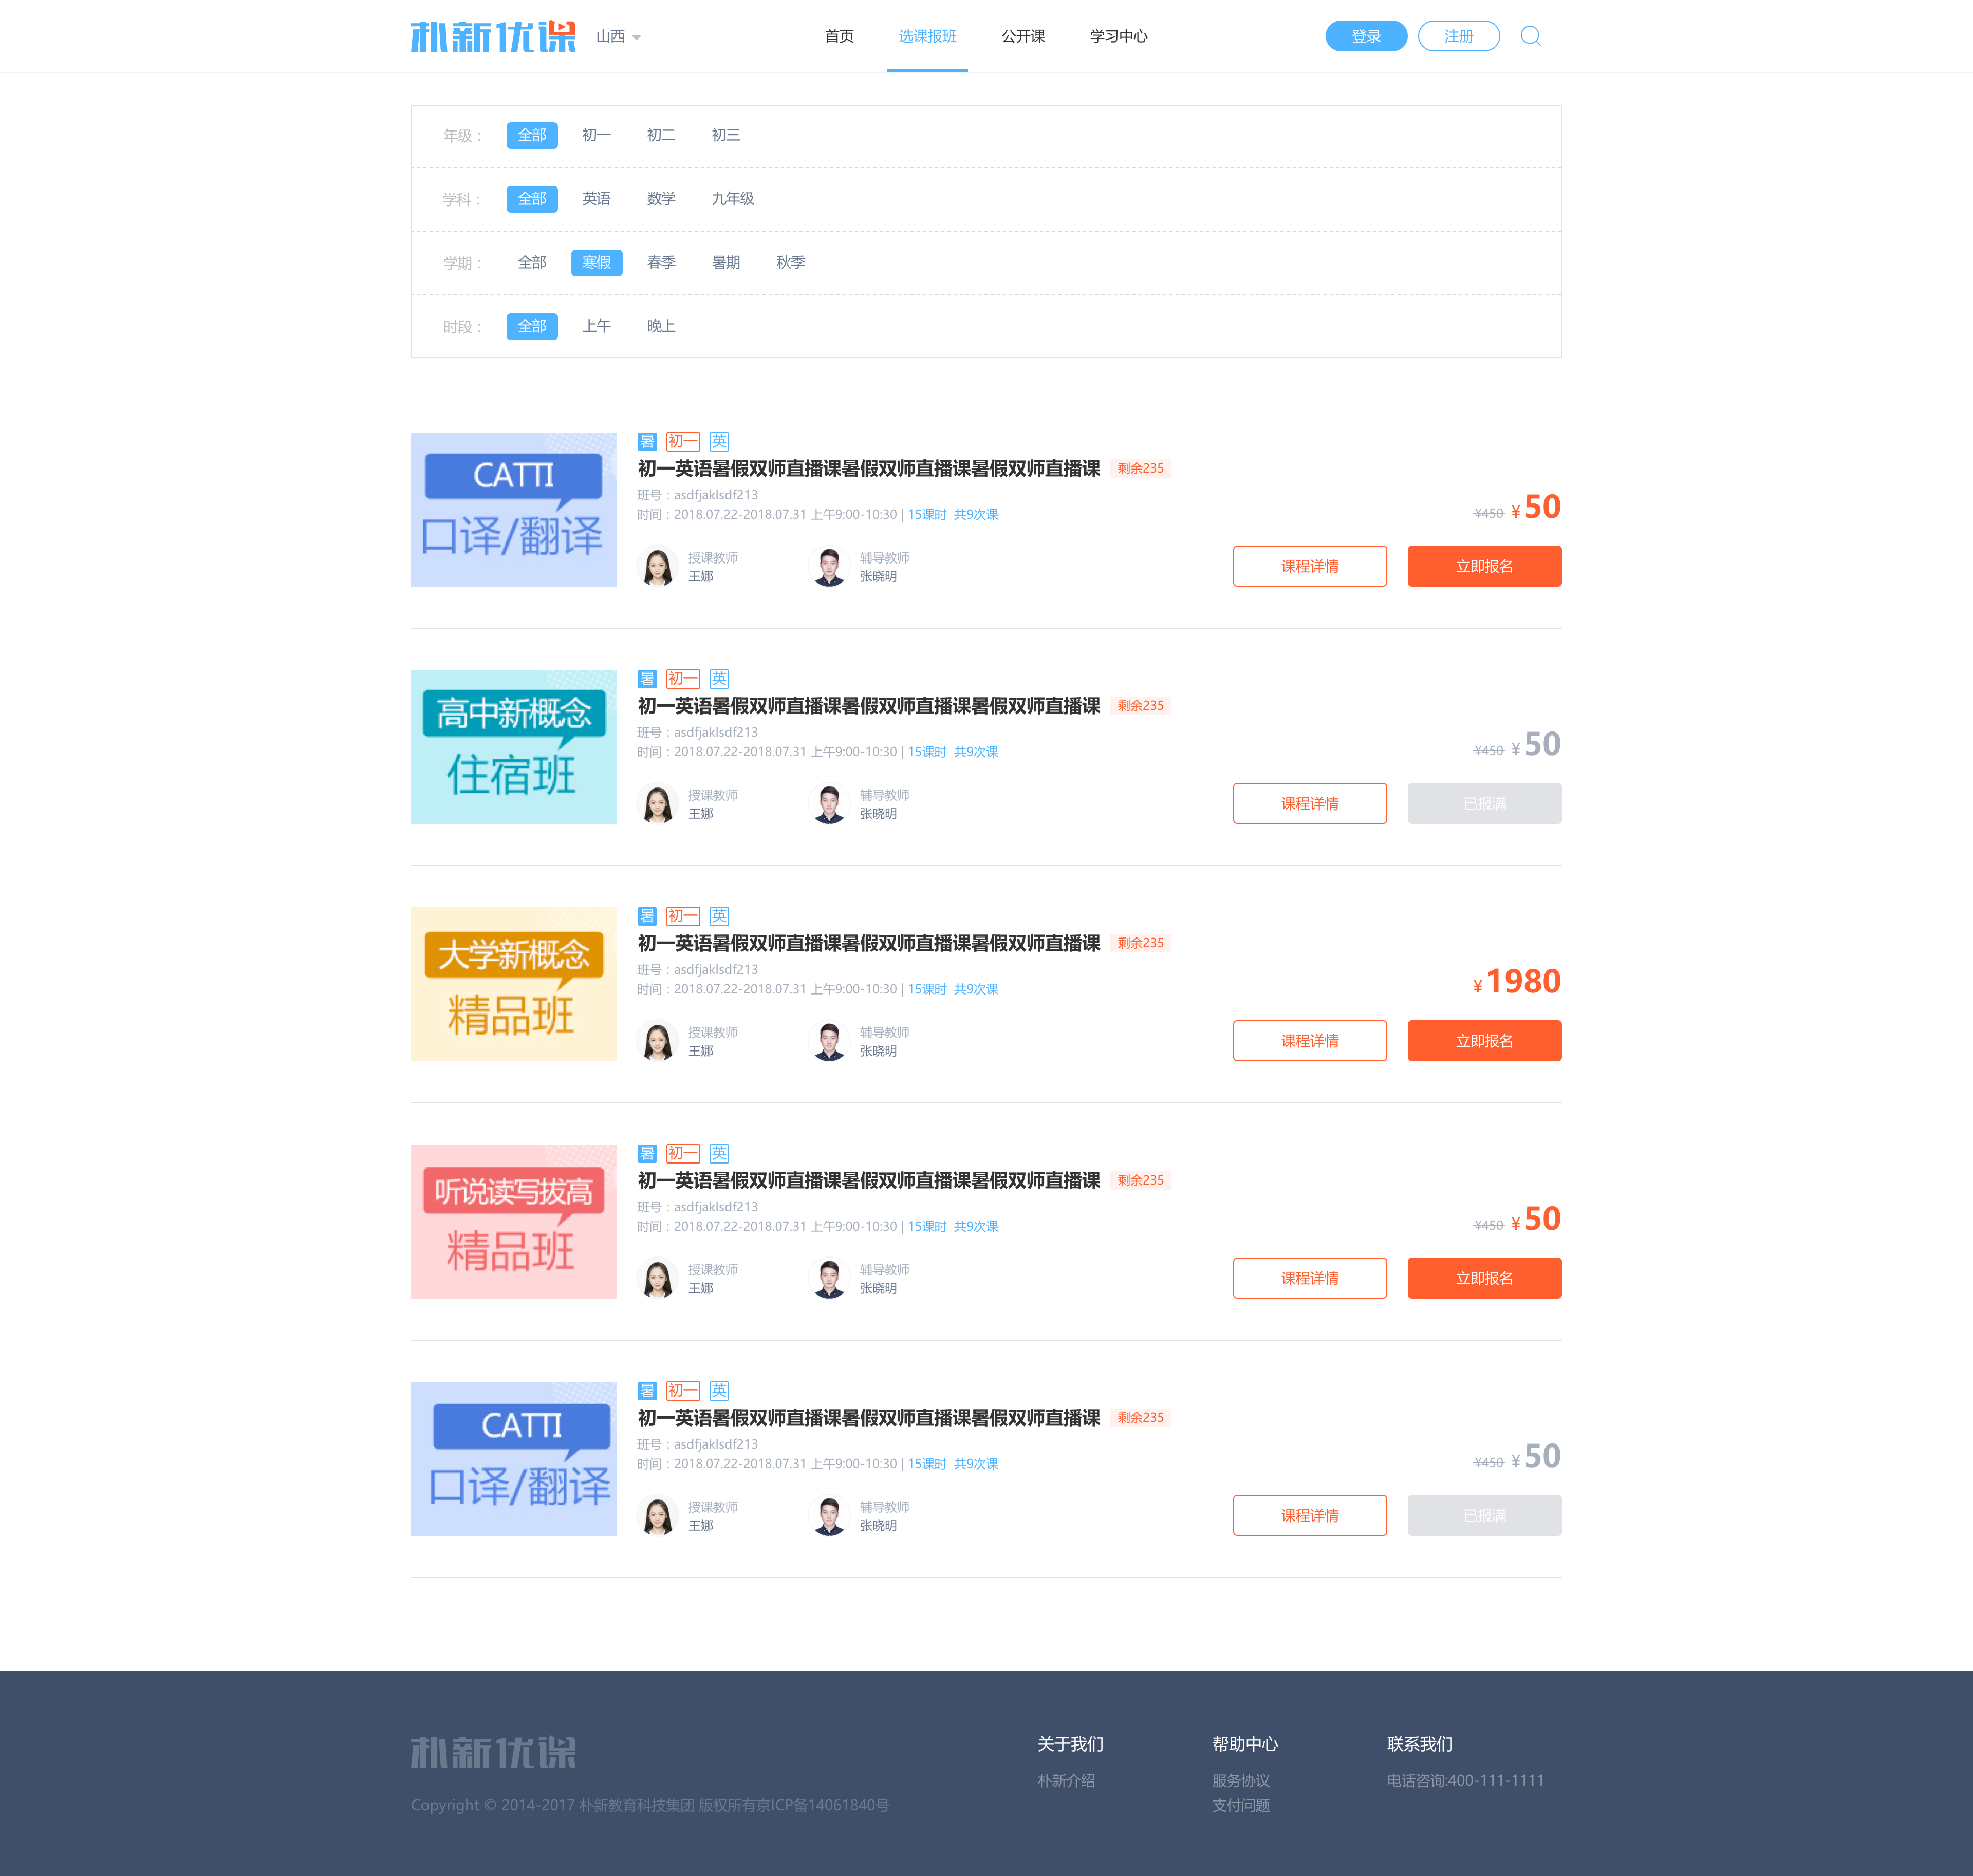 朴新优课 山西 首页 选课报班 公开课 学习中心 登录 注册
年级： 全部 初一 初二 初三
学科： 全部 英语 数学 九年级
学期： 全部 寒假 春季 暑期 秋季
时段： 全部 上午 晚上
CATTI
口译/翻译
暑 初一 英
初一英语暑假双师直播课暑假双师直播课暑假双师直播课 剩余235
班号：asdfjaklsdf213
时间：2018.07.22-2018.07.31 上午9:00-10:30 | 15课时 共9次课
¥450 ¥ 50
授课教师
王娜
辅导教师
张晓明
课程详情 立即报名
高中新概念
住宿班
暑 初一 英
初一英语暑假双师直播课暑假双师直播课暑假双师直播课 剩余235
班号：asdfjaklsdf213
时间：2018.07.22-2018.07.31 上午9:00-10:30 | 15课时 共9次课
¥450 ¥ 50
授课教师
王娜
辅导教师
张晓明
课程详情 已报满
大学新概念
精品班
暑 初一 英
初一英语暑假双师直播课暑假双师直播课暑假双师直播课 剩余235
班号：asdfjaklsdf213
时间：2018.07.22-2018.07.31 上午9:00-10:30 | 15课时 共9次课
¥ 1980
授课教师
王娜
辅导教师
张晓明
课程详情 立即报名
听说读写拔高
精品班
暑 初一 英
初一英语暑假双师直播课暑假双师直播课暑假双师直播课 剩余235
班号：asdfjaklsdf213
时间：2018.07.22-2018.07.31 上午9:00-10:30 | 15课时 共9次课
¥450 ¥ 50
授课教师
王娜
辅导教师
张晓明
课程详情 立即报名
CATTI
口译/翻译
暑 初一 英
初一英语暑假双师直播课暑假双师直播课暑假双师直播课 剩余235
班号：asdfjaklsdf213
时间：2018.07.22-2018.07.31 上午9:00-10:30 | 15课时 共9次课
¥450 ¥ 50
授课教师
王娜
辅导教师
张晓明
课程详情 已报满
朴新优课
Copyright © 2014-2017 朴新教育科技集团 版权所有京ICP备14061840号
关于我们
朴新介绍
帮助中心
服务协议
支付问题
联系我们
电话咨询:400-111-1111